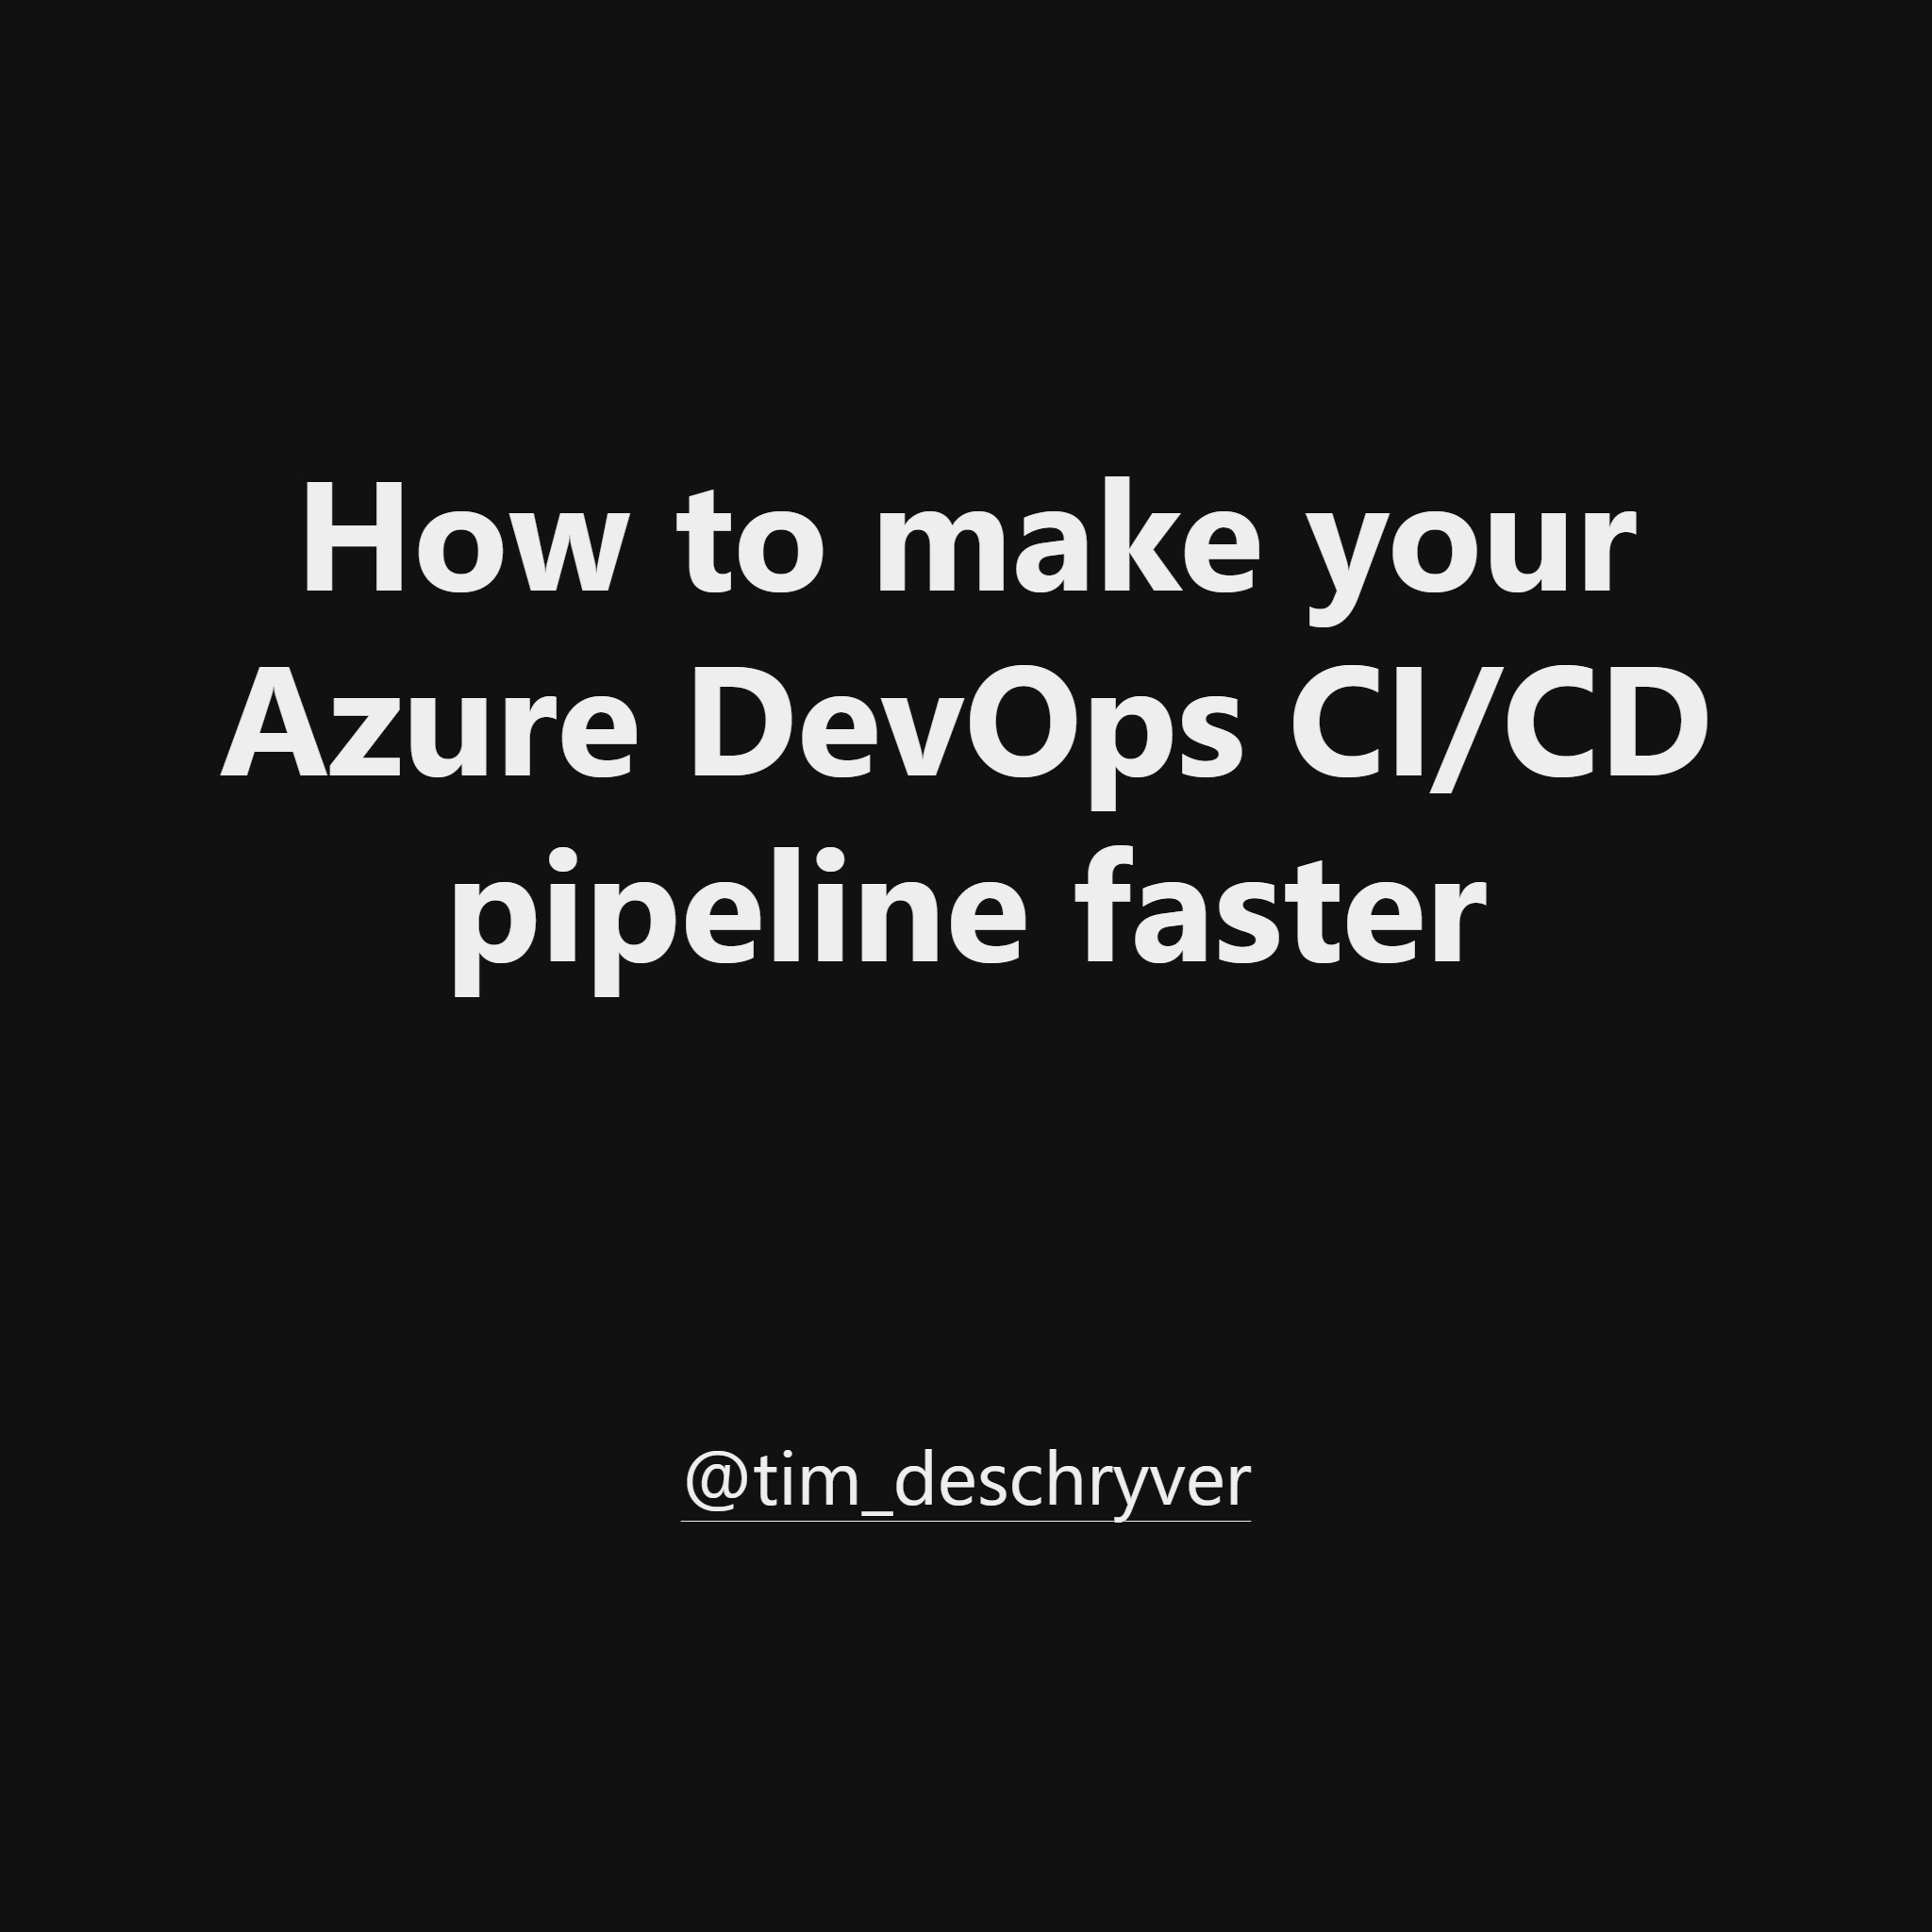 How to make your
Azure DevOps CI/CD
pipeline faster
@tim_deschryver